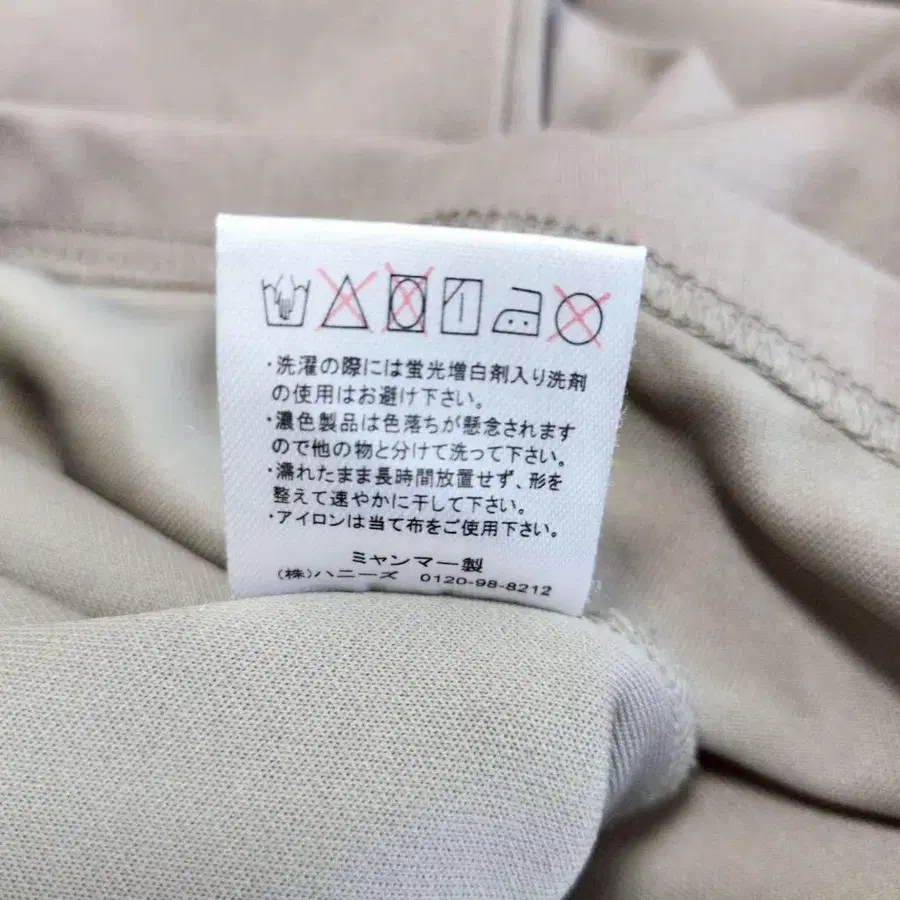 ・洗濯の際には蛍光増白剤入り洗剤
の使用はお避け下さい。
・濃色製品は色落ちが懸念されます
ので他の物と分けて洗って下さい。
・濡れたまま長時間放置せず、形を
整えて速やかに干して下さい。
・アイロンは当て布をご使用下さい。
ミャンマー製
(株)ハニーズ 0120-98-8212